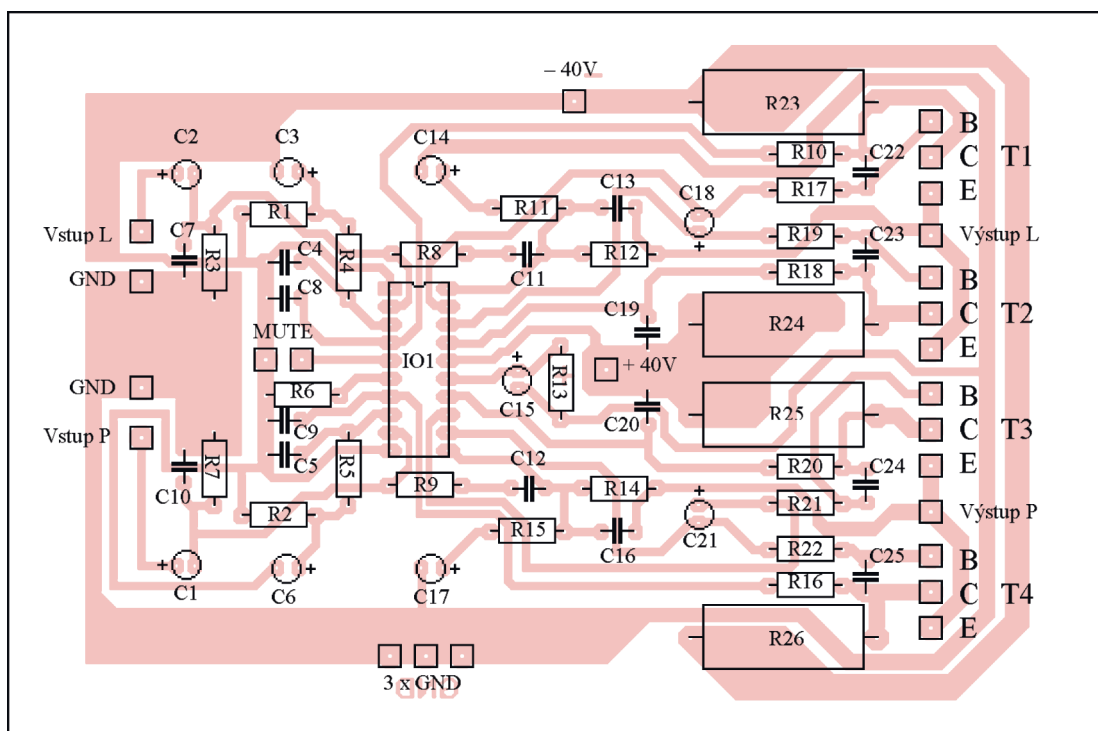 – 40V
R23
C2
C3
C14
B
R10
C22
C
T1
C13
C18
R17
E
R1
R11
C7
Vstup L
R3
C4
R4
R8
C11
R12
R19
C23
Výstup L
GND
C8
R18
B
C19
R24
C
T2
MUTE
IO1
+ 40V
E
GND
R6
C15
R13
R25
B
Vstup P
C9
C20
C
T3
C5
C12
R20
C24
E
C10
R7
R5
R9
R14
R21
R2
R15
C16
C21
Výstup P
R22
C25
B
C1
C6
C17
R16
C
T4
R26
E
3 x GND
GND